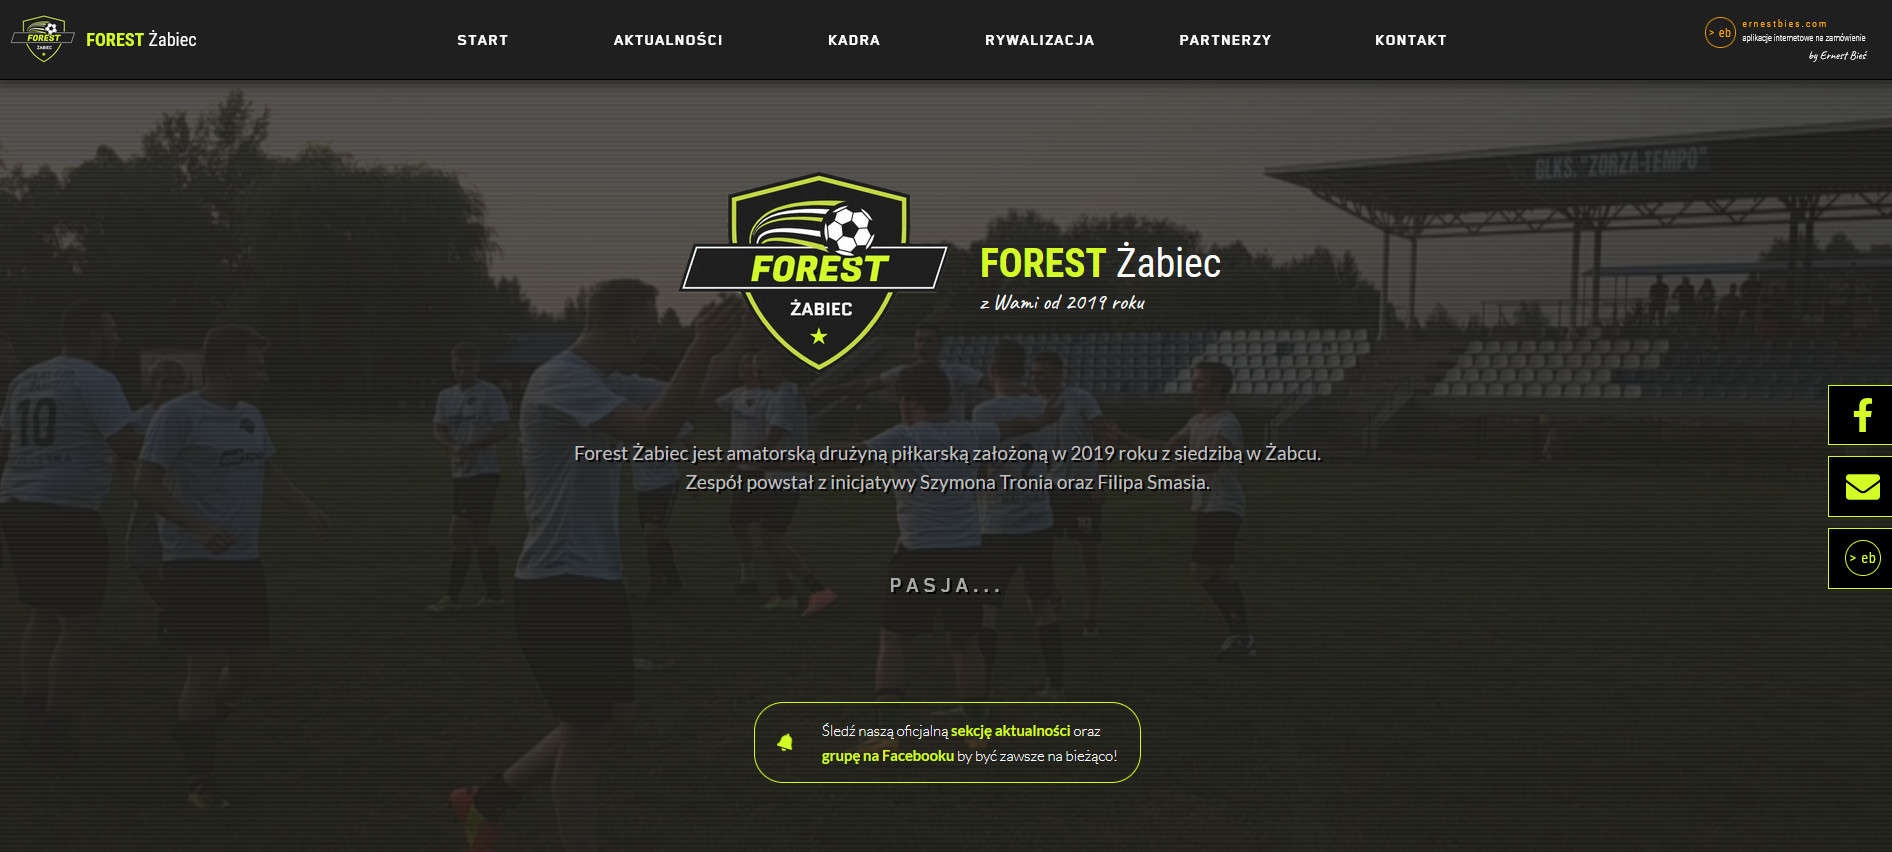 FOREST
ŻABIEC
FOREST Żabiec
START
AKTUALNOŚCI
KADRA
RYWALIZACJA
PARTNERZY
KONTAKT
> eb
ernestbies.com
aplikacje internetowe na zamówienie
by Ernest Bieś
GLKS. "ZORZA-TEMPO"
FOREST
ŻABIEC
FOREST Żabiec
z Wami od 2019 roku
10
Forest Żabiec jest amatorską drużyną piłkarską założoną w 2019 roku z siedzibą w Żabcu.
Zespół powstał z inicjatywy Szymona Tronia oraz Filipa Smasia.
> eb
PASJA...
Śledź naszą oficjalną sekcję aktualności oraz
grupę na Facebooku by być zawsze na bieżąco!